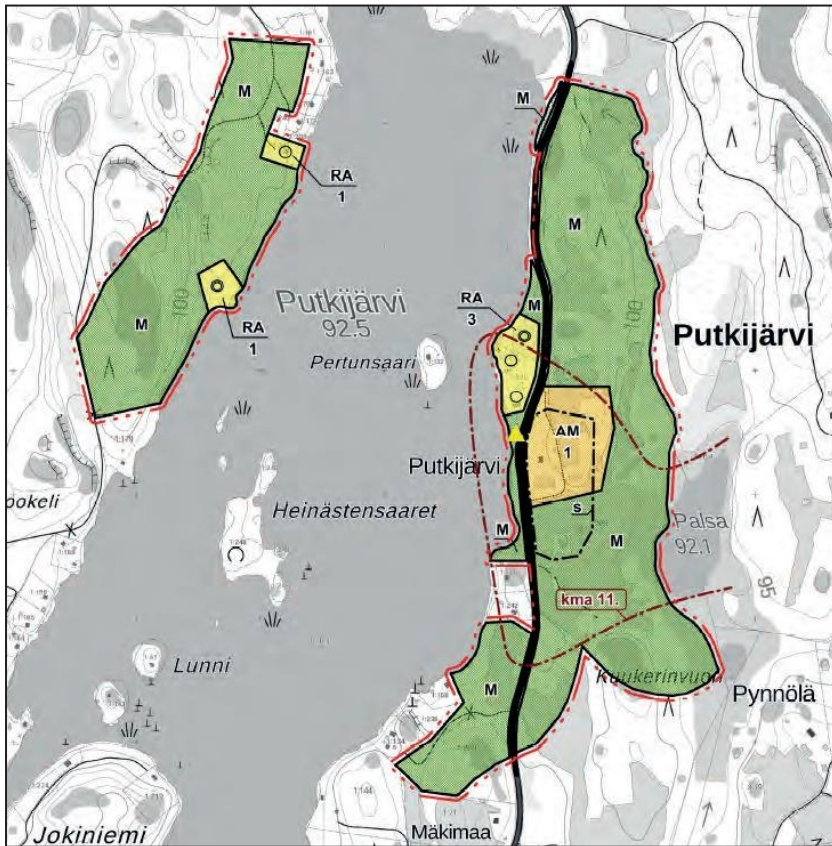 M
M
M
RA
1
M
100
Putkijärvi
92.5
RA
1
RA
3
M
100
Putkijärvi
Pertunsaari
AM
1
Putkijärvi
ookeli
Heinästensaaret
s
Palsa
92.1
M
M
95
kma 11.
Lunni
M
Kuukerinvuori
Pynnölä
Jokiniemi
Mäkimaa